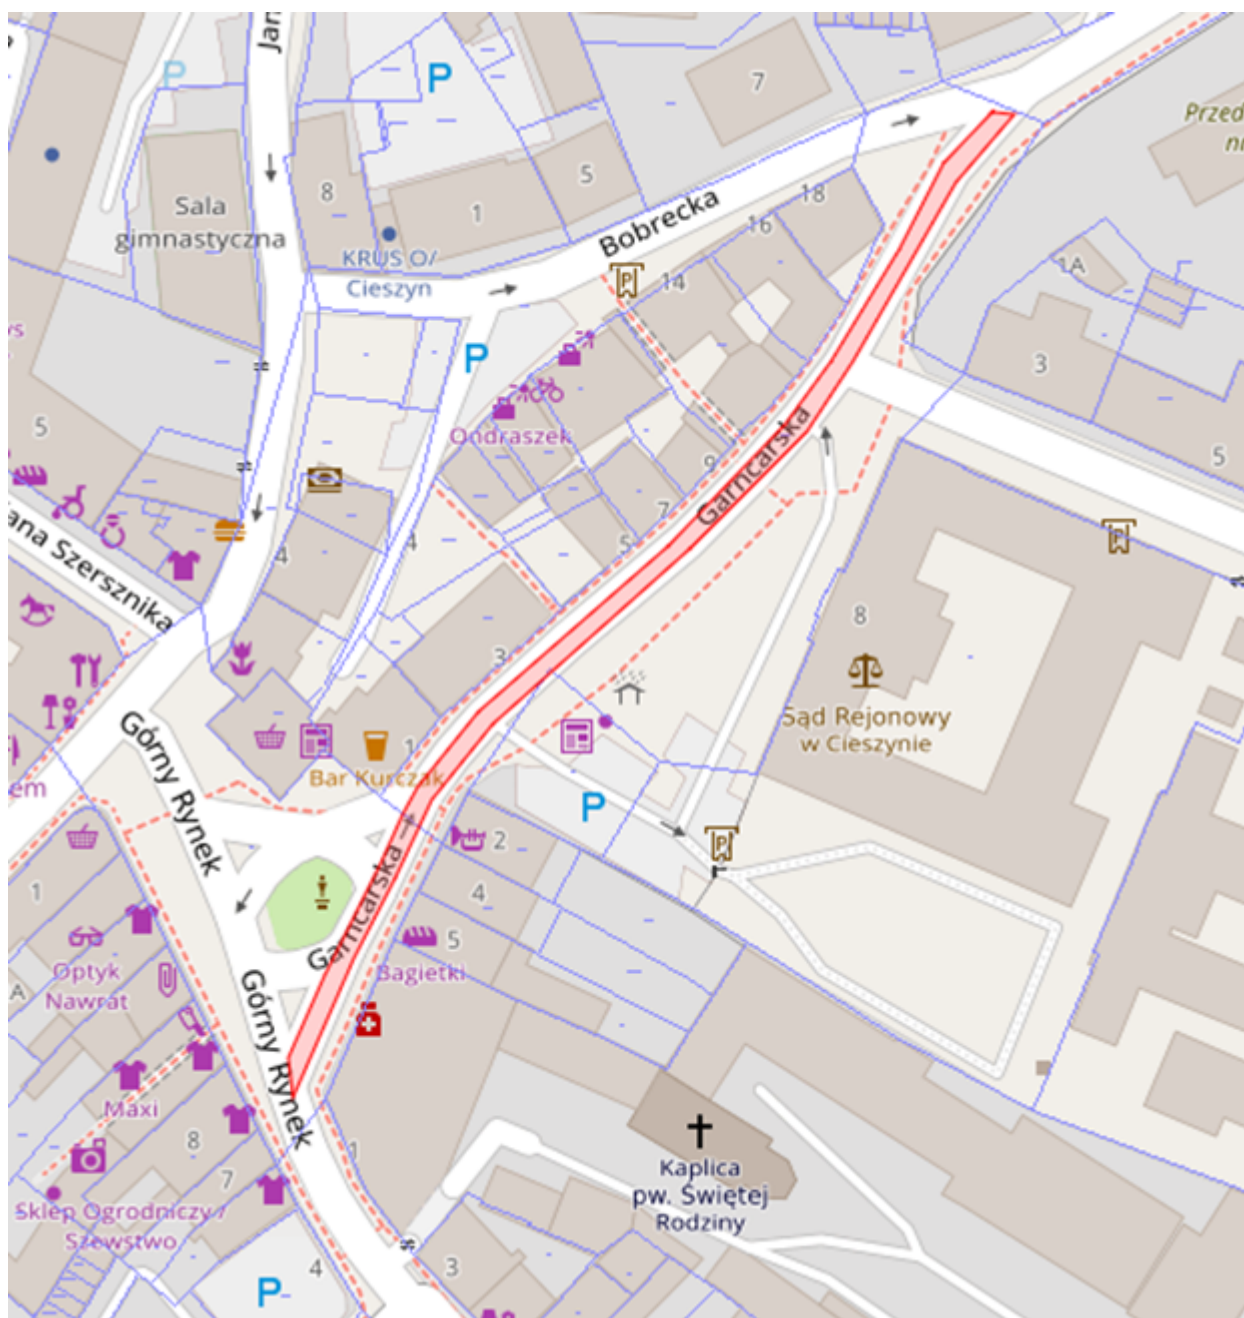 P
P
7
Przed
ni
Sala
gimnastyczna
8
5
1
18
16
Bobrecka
KRUS O/
Cieszyn
14
P
1A
P
3
ys
5
Ondraszek
9
Garncarska
5
7
P
4
4
5
ana Szersznika
8
3
Sąd Rejonowy
w Cieszynie
Górny Rynek
1
Bar Kurczak
em
P
P
2
1
4
Garncarska
5
Optyk
Nawrat
A
Bagietki
Górny Rynek
Maxi
8
1
7
Kaplica
pw. Świętej
Rodziny
Sklep Ogrodniczy /
Szewstwo
4
3
P